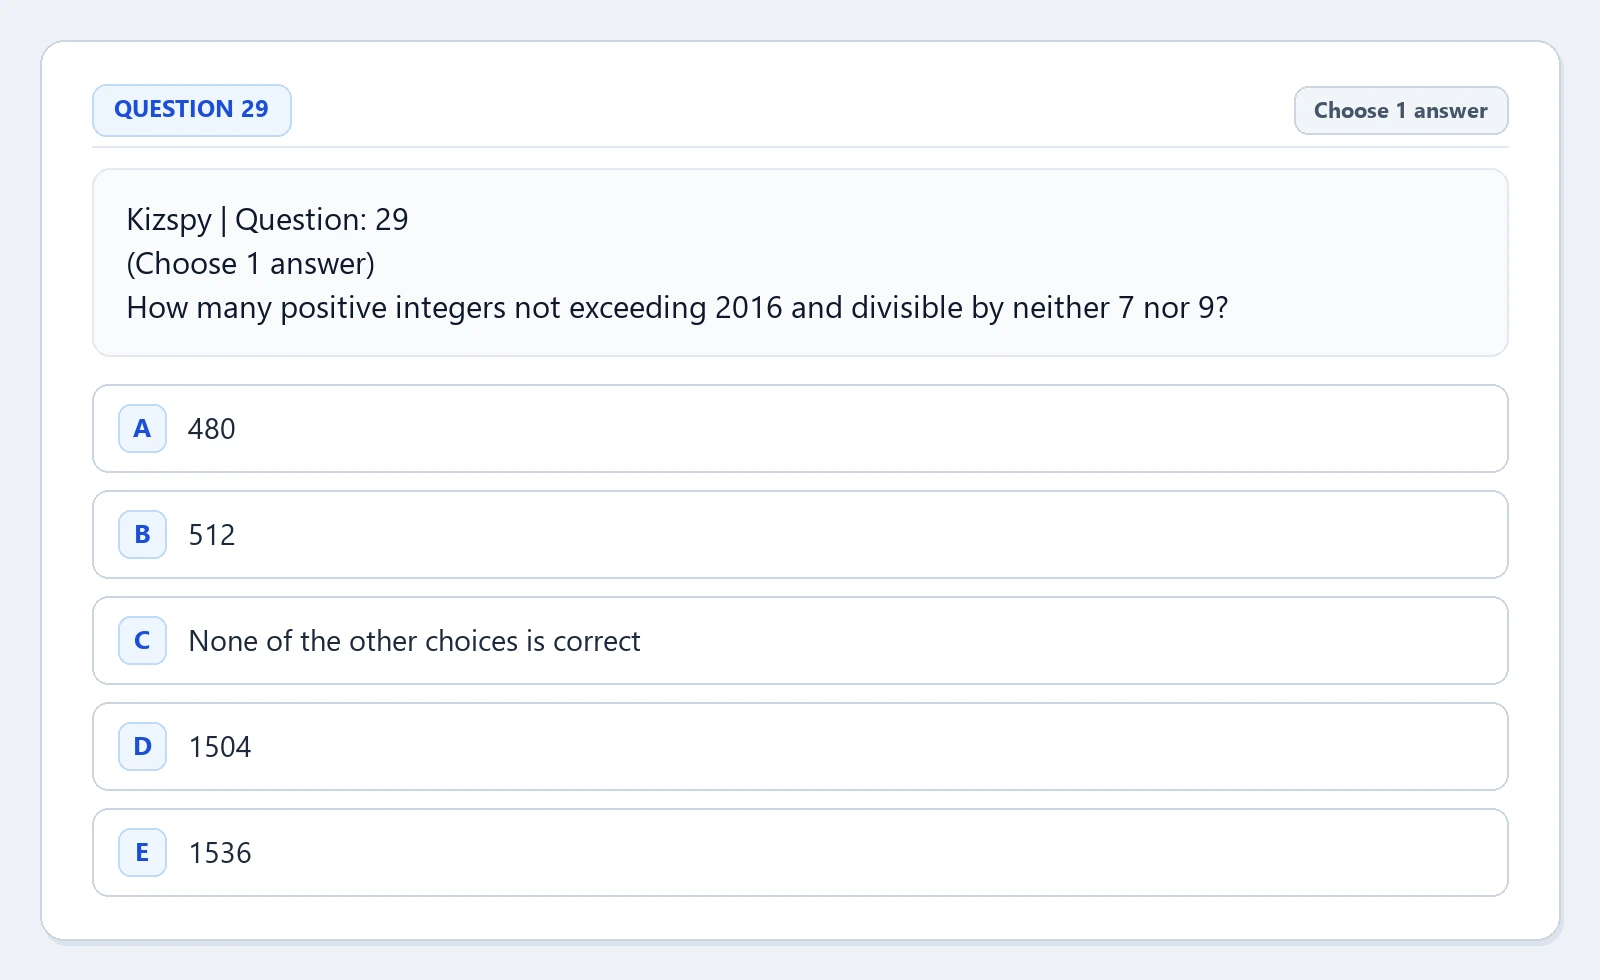 QUESTION 29
Choose 1 answer
Kizspy | Question: 29
(Choose 1 answer)
How many positive integers not exceeding 2016 and divisible by neither 7 nor 9?
A 480
B 512
C None of the other choices is correct
D 1504
E 1536